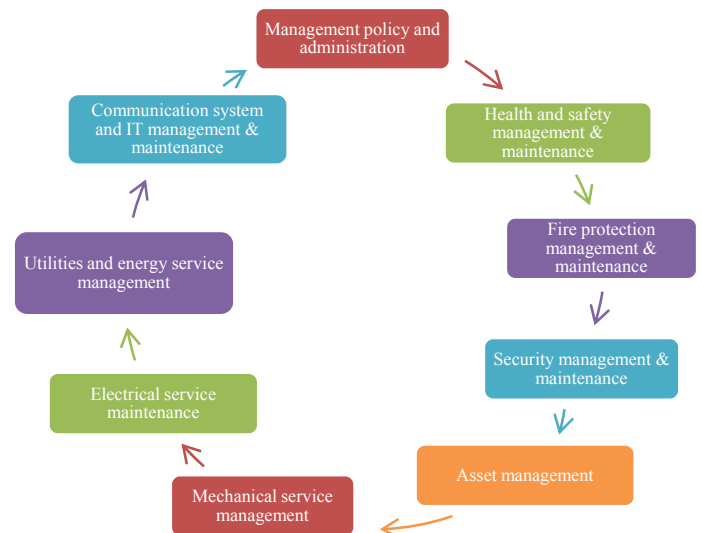 Management policy and
administration
Health and safety
management &
maintenance
Fire protection
management &
maintenance
Security management &
maintenance
Asset management
Mechanical service
management
Electrical service
maintenance
Utilities and energy service
management
Communication system
and IT management &
maintenance